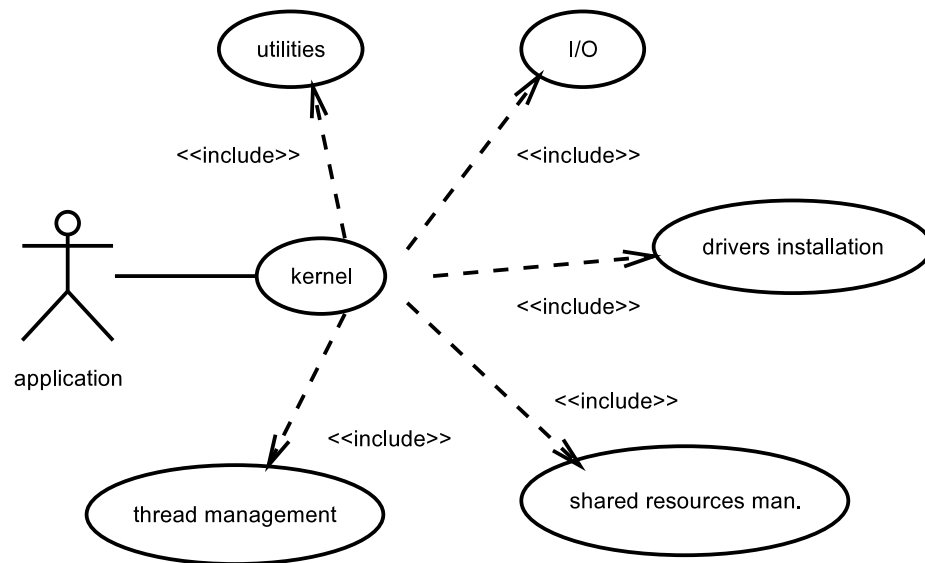 utilities
I/O
<<include>>
<<include>>
drivers installation
kernel
<<include>>
application
<<include>>
<<include>>
thread management
shared resources man.